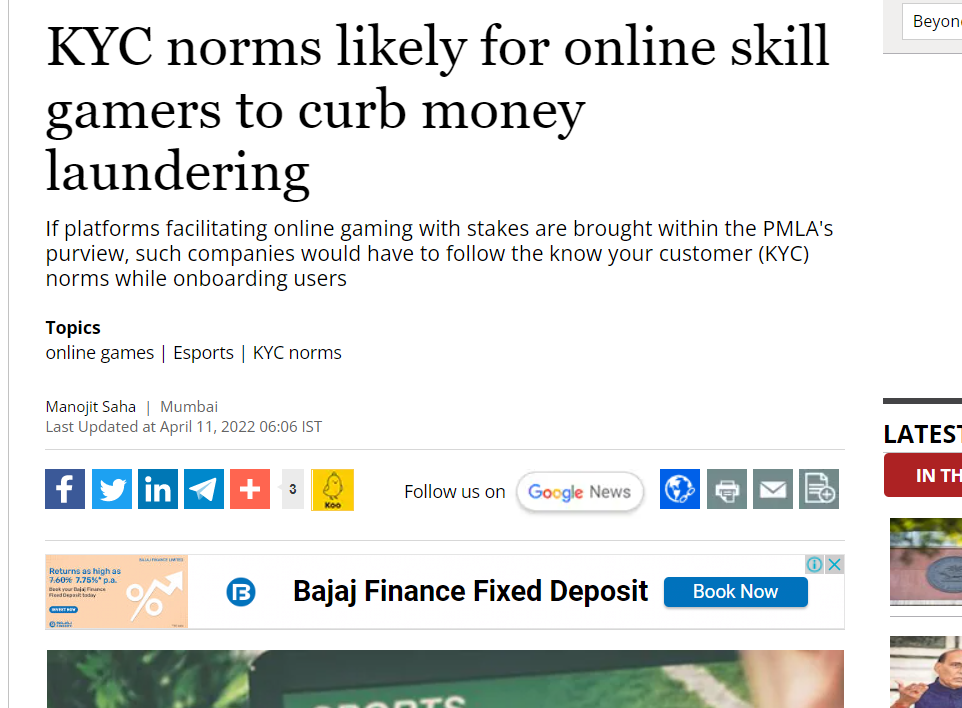 KYC norms likely for online skill
gamers to curb money
laundering
If platforms facilitating online gaming with stakes are brought within the PMLA's
purview, such companies would have to follow the know your customer (KYC)
norms while onboarding users
Topics
online games | Esports | KYC norms
Manojit Saha | Mumbai
Last Updated at April 11, 2022 06:06 IST
3
Koo
Follow us on
Google News
BAJAJ FINANCE LIMITED
Returns as high as
7.60% 7.75%* p.a.
Book your Bajaj Finance
Fixed Deposit today
INVEST NOW
Bajaj Finance Fixed Deposit
Book Now
SPORTS
Beyon
LATEST
IN TH